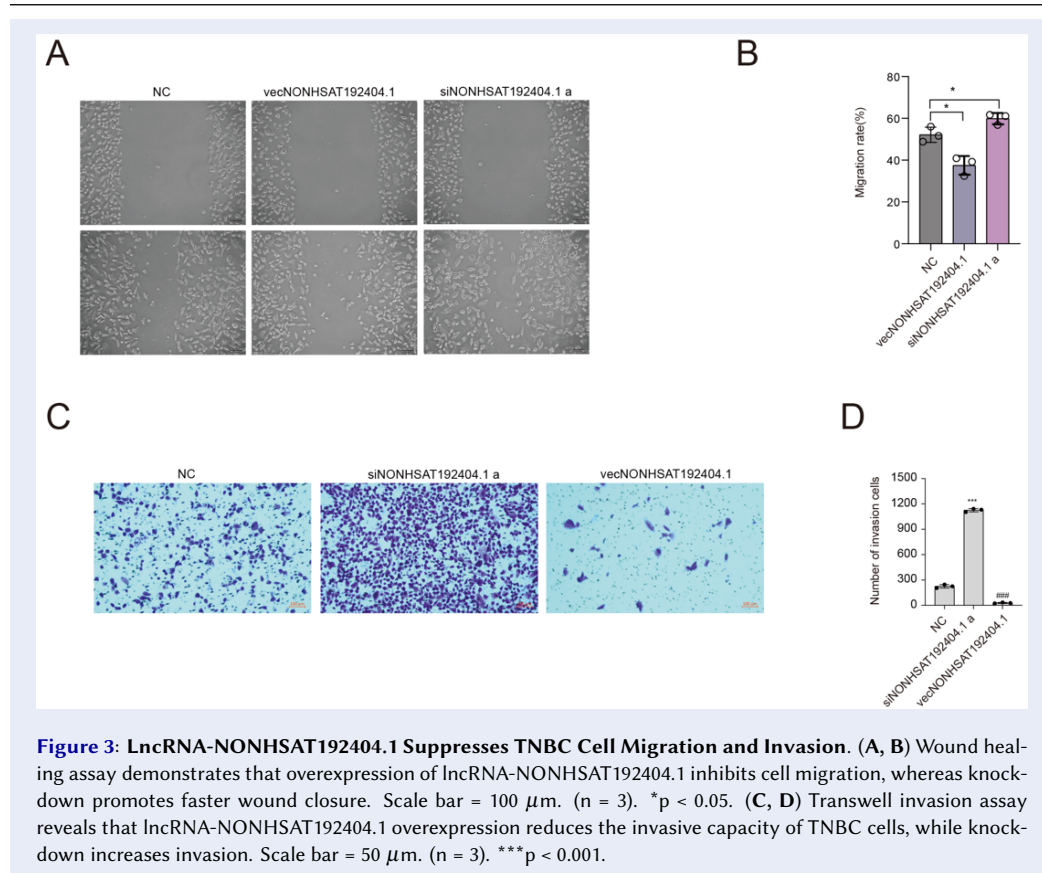 A
NC
vecNONHSAT192404.1
siNONHSAT192404.1 a
B
80
60
40
20
0
Migration rate(%)
*
*
NC
vecNONHSAT192404.1
siNONHSAT192404.1 a
C
NC
siNONHSAT192404.1 a
vecNONHSAT192404.1
D
1500
1200
900
600
300
0
Number of invasion cells
***
###
NC
siNONHSAT192404.1 a
vecNONHSAT192404.1
Figure 3: LncRNA-NONHSAT192404.1 Suppresses TNBC Cell Migration and Invasion. (A, B) Wound heal-
ing assay demonstrates that overexpression of lncRNA-NONHSAT192404.1 inhibits cell migration, whereas knock-
down promotes faster wound closure. Scale bar = 100 μm. (n = 3). *p < 0.05. (C, D) Transwell invasion assay
reveals that lncRNA-NONHSAT192404.1 overexpression reduces the invasive capacity of TNBC cells, while knock-
down increases invasion. Scale bar = 50 μm. (n = 3). ***p < 0.001.